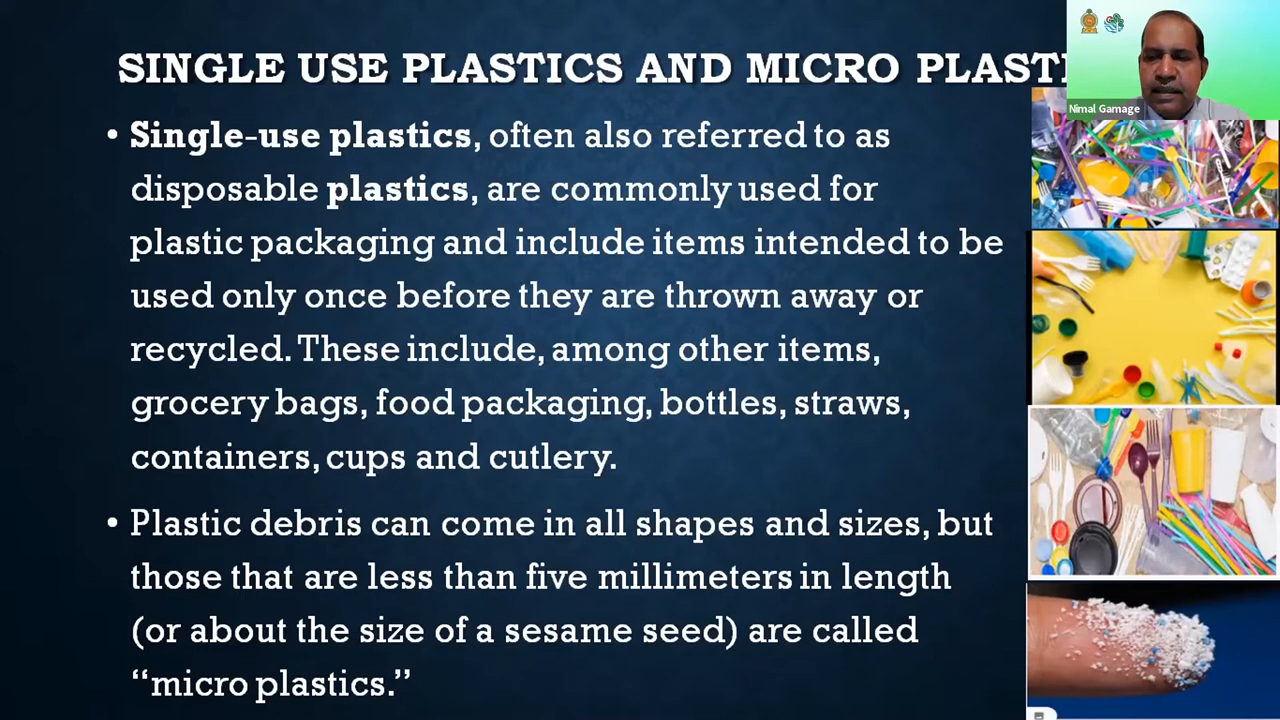 SINGLE USE PLASTICS AND MICRO PLASTI
Nimal Gamage
• Single-use plastics, often also referred to as
disposable plastics, are commonly used for
plastic packaging and include items intended to be
used only once before they are thrown away or
recycled. These include, among other items,
grocery bags, food packaging, bottles, straws,
containers, cups and cutlery.
• Plastic debris can come in all shapes and sizes, but
those that are less than five millimeters in length
(or about the size of a sesame seed) are called
“micro plastics.”